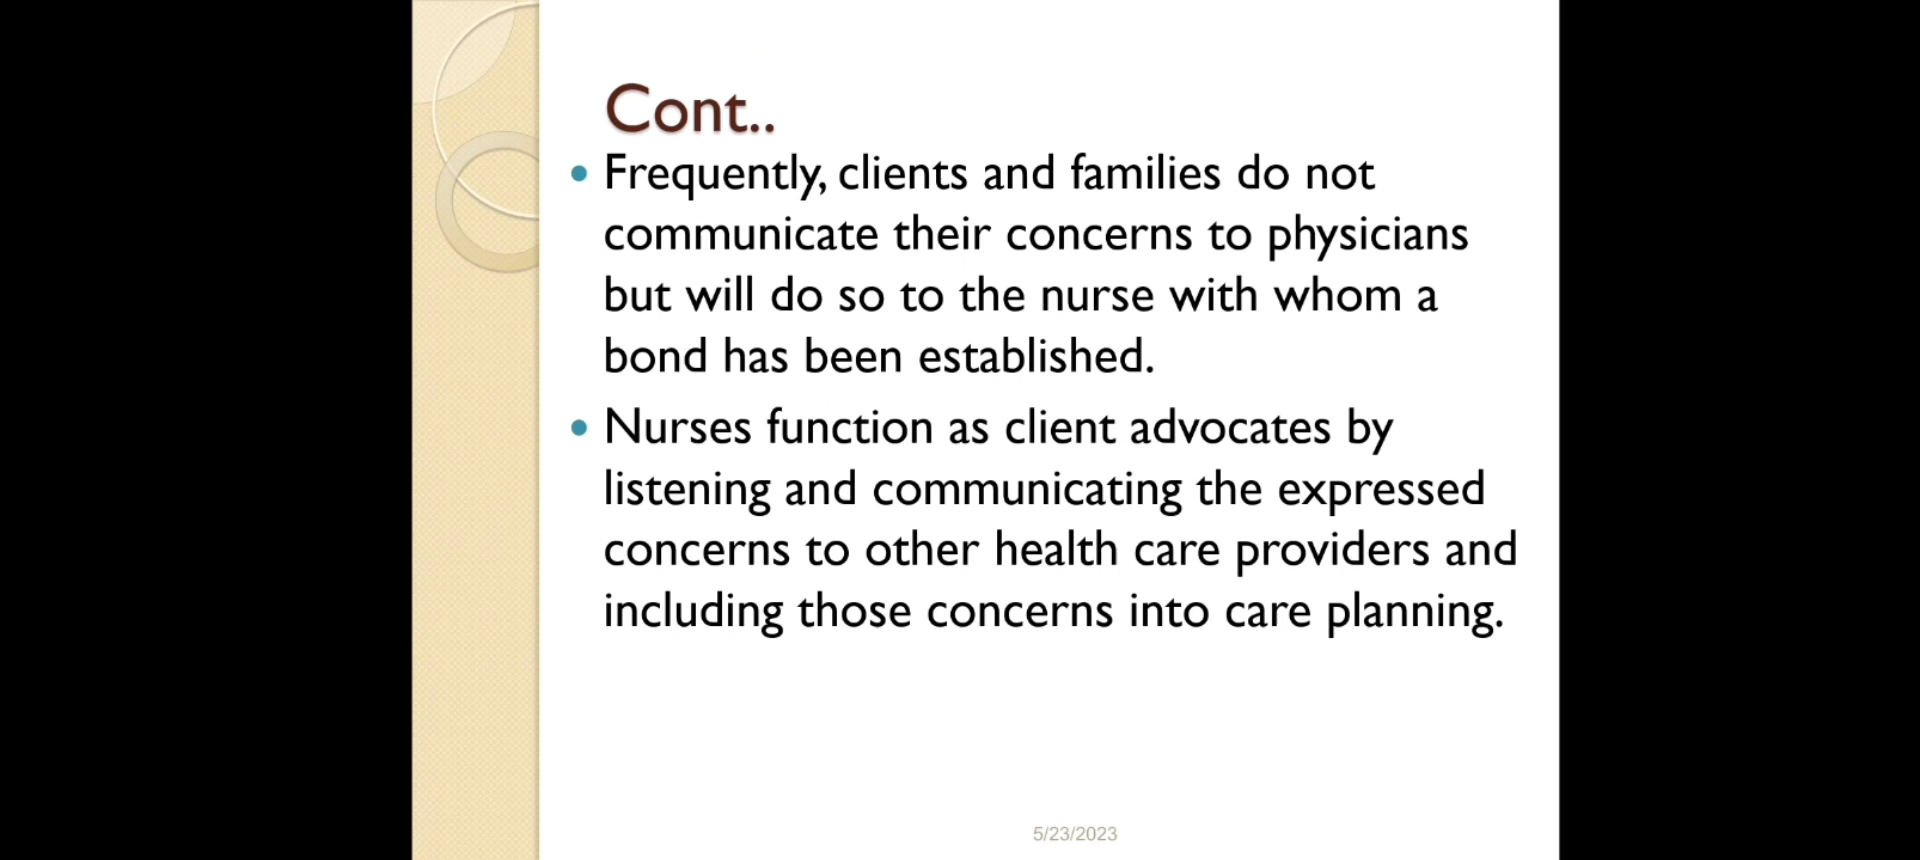 Cont..
• Frequently, clients and families do not
communicate their concerns to physicians
but will do so to the nurse with whom a
bond has been established.
• Nurses function as client advocates by
listening and communicating the expressed
concerns to other health care providers and
including those concerns into care planning.
5/23/2023